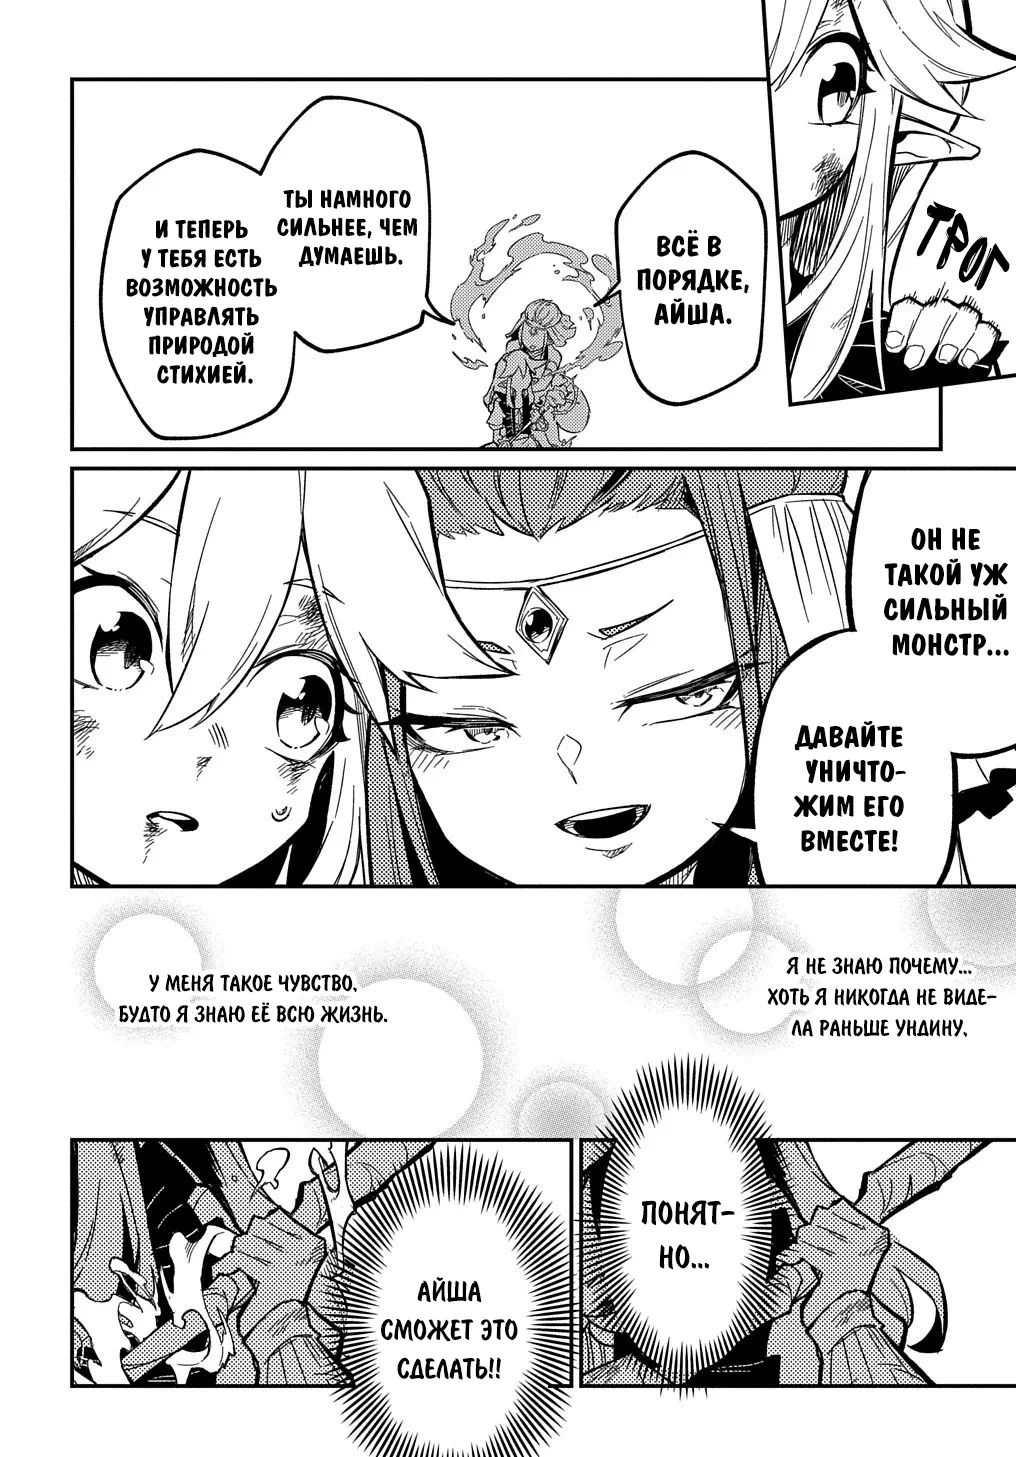 ТРОГ
ВСЁ В
ПОРЯДКЕ,
АЙША.
ТЫ НАМНОГО
СИЛЬНЕЕ, ЧЕМ
ДУМАЕШЬ.
И ТЕПЕРЬ
У ТЕБЯ ЕСТЬ
ВОЗМОЖНОСТЬ
УПРАВЛЯТЬ
ПРИРОДОЙ
СТИХИЕЙ.
ОН НЕ
ТАКОЙ УЖ
СИЛЬНЫЙ
МОНСТР...
ДАВАЙТЕ
УНИЧТО-
ЖИМ ЕГО
ВМЕСТЕ!
Я НЕ ЗНАЮ ПОЧЕМУ...
ХОТЬ Я НИКОГДА НЕ ВИДЕ-
ЛА РАНЬШЕ УНДИНУ,
У МЕНЯ ТАКОЕ ЧУВСТВО,
БУДТО Я ЗНАЮ ЕЁ ВСЮ ЖИЗНЬ.
ПОНЯТ-
НО...
АЙША
СМОЖЕТ ЭТО
СДЕЛАТЬ!!